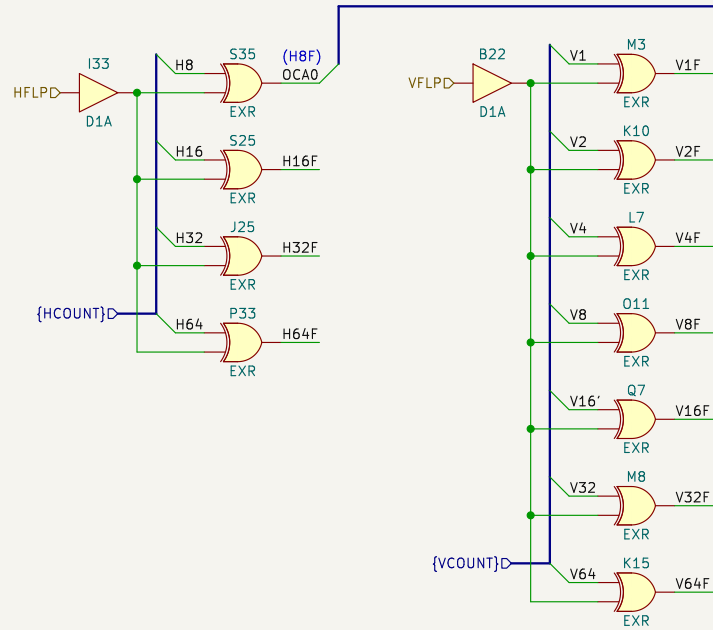 I33
HFLP
D1A
H8
S35
(H8F)
OCA0
EXR
H16
S25
H16F
EXR
H32
J25
H32F
EXR
{HCOUNT}
H64
P33
H64F
EXR
B22
VFLP
D1A
V1
M3
V1F
EXR
V2
K10
V2F
EXR
V4
L7
V4F
EXR
V8
O11
V8F
EXR
V16'
Q7
V16F
EXR
V32
M8
V32F
EXR
{VCOUNT}
V64
K15
V64F
EXR